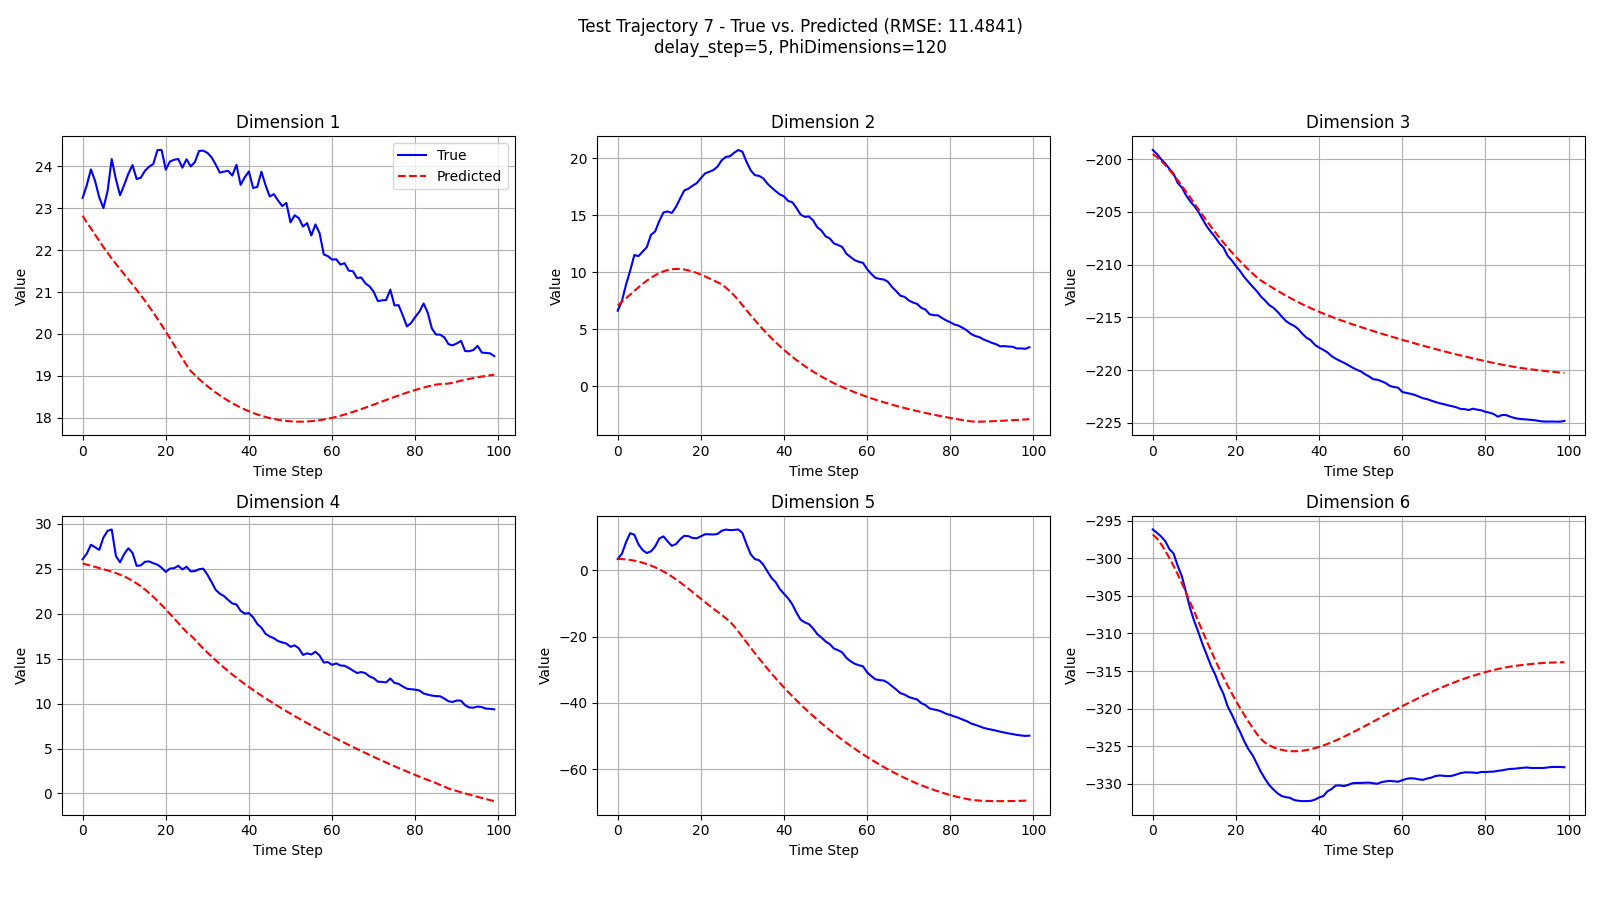 Test Trajectory 7 - True vs. Predicted (RMSE: 11.4841)
delay_step=5, PhiDimensions=120
Dimension 1
Value
24
23
22
21
20
19
18
0 20 40 60 80 100
Time Step
True
Predicted
Dimension 2
Value
20
15
10
5
0
0 20 40 60 80 100
Time Step
Dimension 3
Value
−200
−205
−210
−215
−220
−225
0 20 40 60 80 100
Time Step
Dimension 4
Value
30
25
20
15
10
5
0
0 20 40 60 80 100
Time Step
Dimension 5
Value
0
−20
−40
−60
0 20 40 60 80 100
Time Step
Dimension 6
Value
−295
−300
−305
−310
−315
−320
−325
−330
0 20 40 60 80 100
Time Step